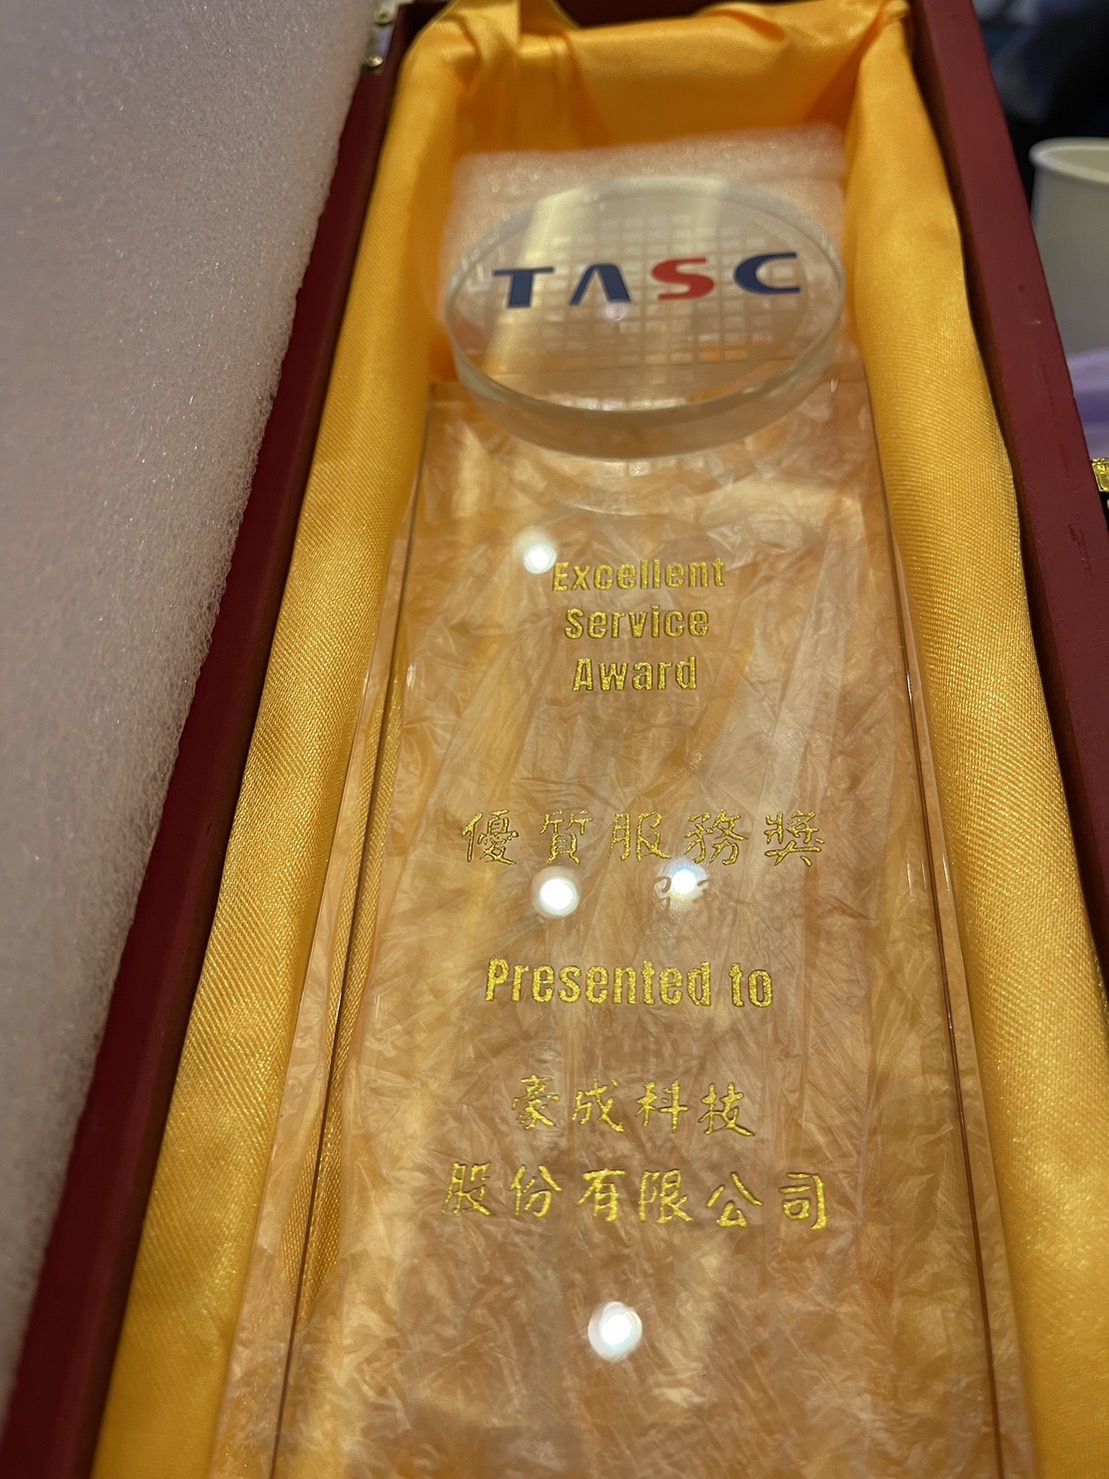 TASC
Excellent
Service
Award
優質服務獎
Presented to
豪成科技
股份有限公司